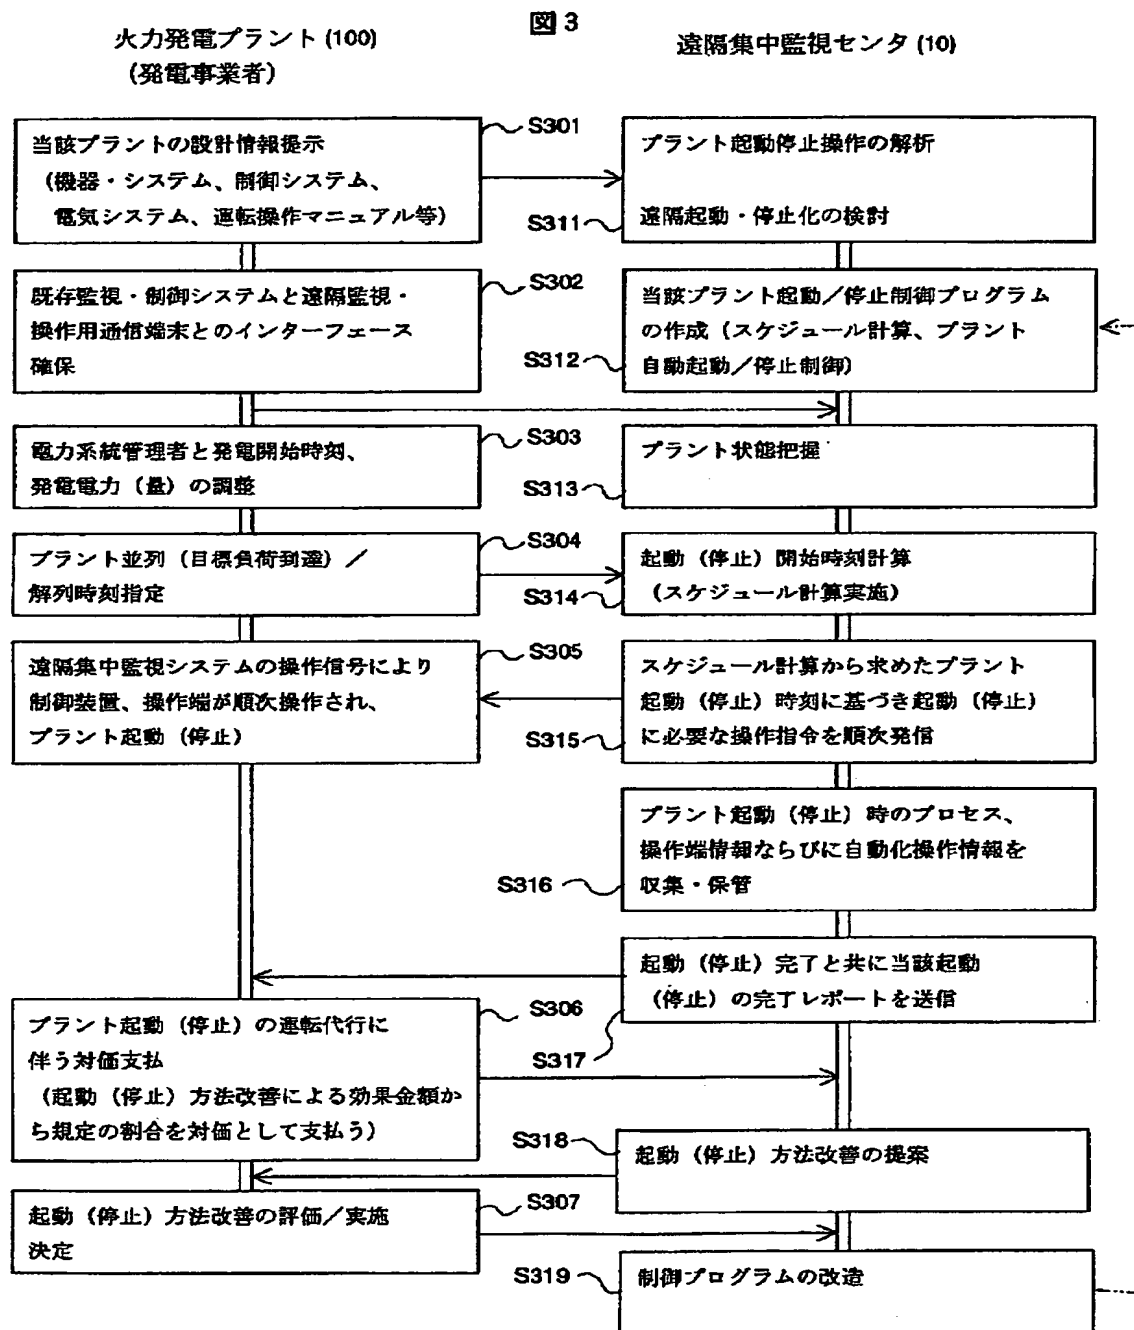 図3
火力発電プラント (100)
(発電事業者)
遠隔集中監視センタ (10)
S301
当該プラントの設計情報提示
(機器・システム、制御システム、
電気システム、運転操作マニュアル等)
プラント起動停止操作の解析
遠隔起動・停止化の検討
S311
S302
既存監視・制御システムと遠隔監視・
操作用通信端末とのインターフェース
確保
当該プラント起動/停止制御プログラム
の作成 (スケジュール計算、プラント
自動起動/停止制御)
S312
S303
電力系統管理者と発電開始時刻、
発電電力 (量) の調整
プラント状態把握
S313
S304
プラント並列 (目標負荷到達) /
解列時刻指定
起動 (停止) 開始時刻計算
(スケジュール計算実施)
S314
S305
遠隔集中監視システムの操作信号により
制御装置、操作端が順次操作され、
プラント起動 (停止)
スケジュール計算から求めたプラント
起動 (停止) 時刻に基づき起動 (停止)
に必要な操作指令を順次発信
S315
プラント起動 (停止) 時のプロセス、
操作端情報ならびに自動化操作情報を
収集・保管
S316
起動 (停止) 完了と共に当該起動
(停止) の完了レポートを送信
S317
S306
プラント起動 (停止) の運転代行に
伴う対価支払
(起動 (停止) 方法改善による効果金額か
ら規定の割合を対価として支払う)
S318
起動 (停止) 方法改善の提案
S307
起動 (停止) 方法改善の評価/実施
決定
S319
制御プログラムの改造